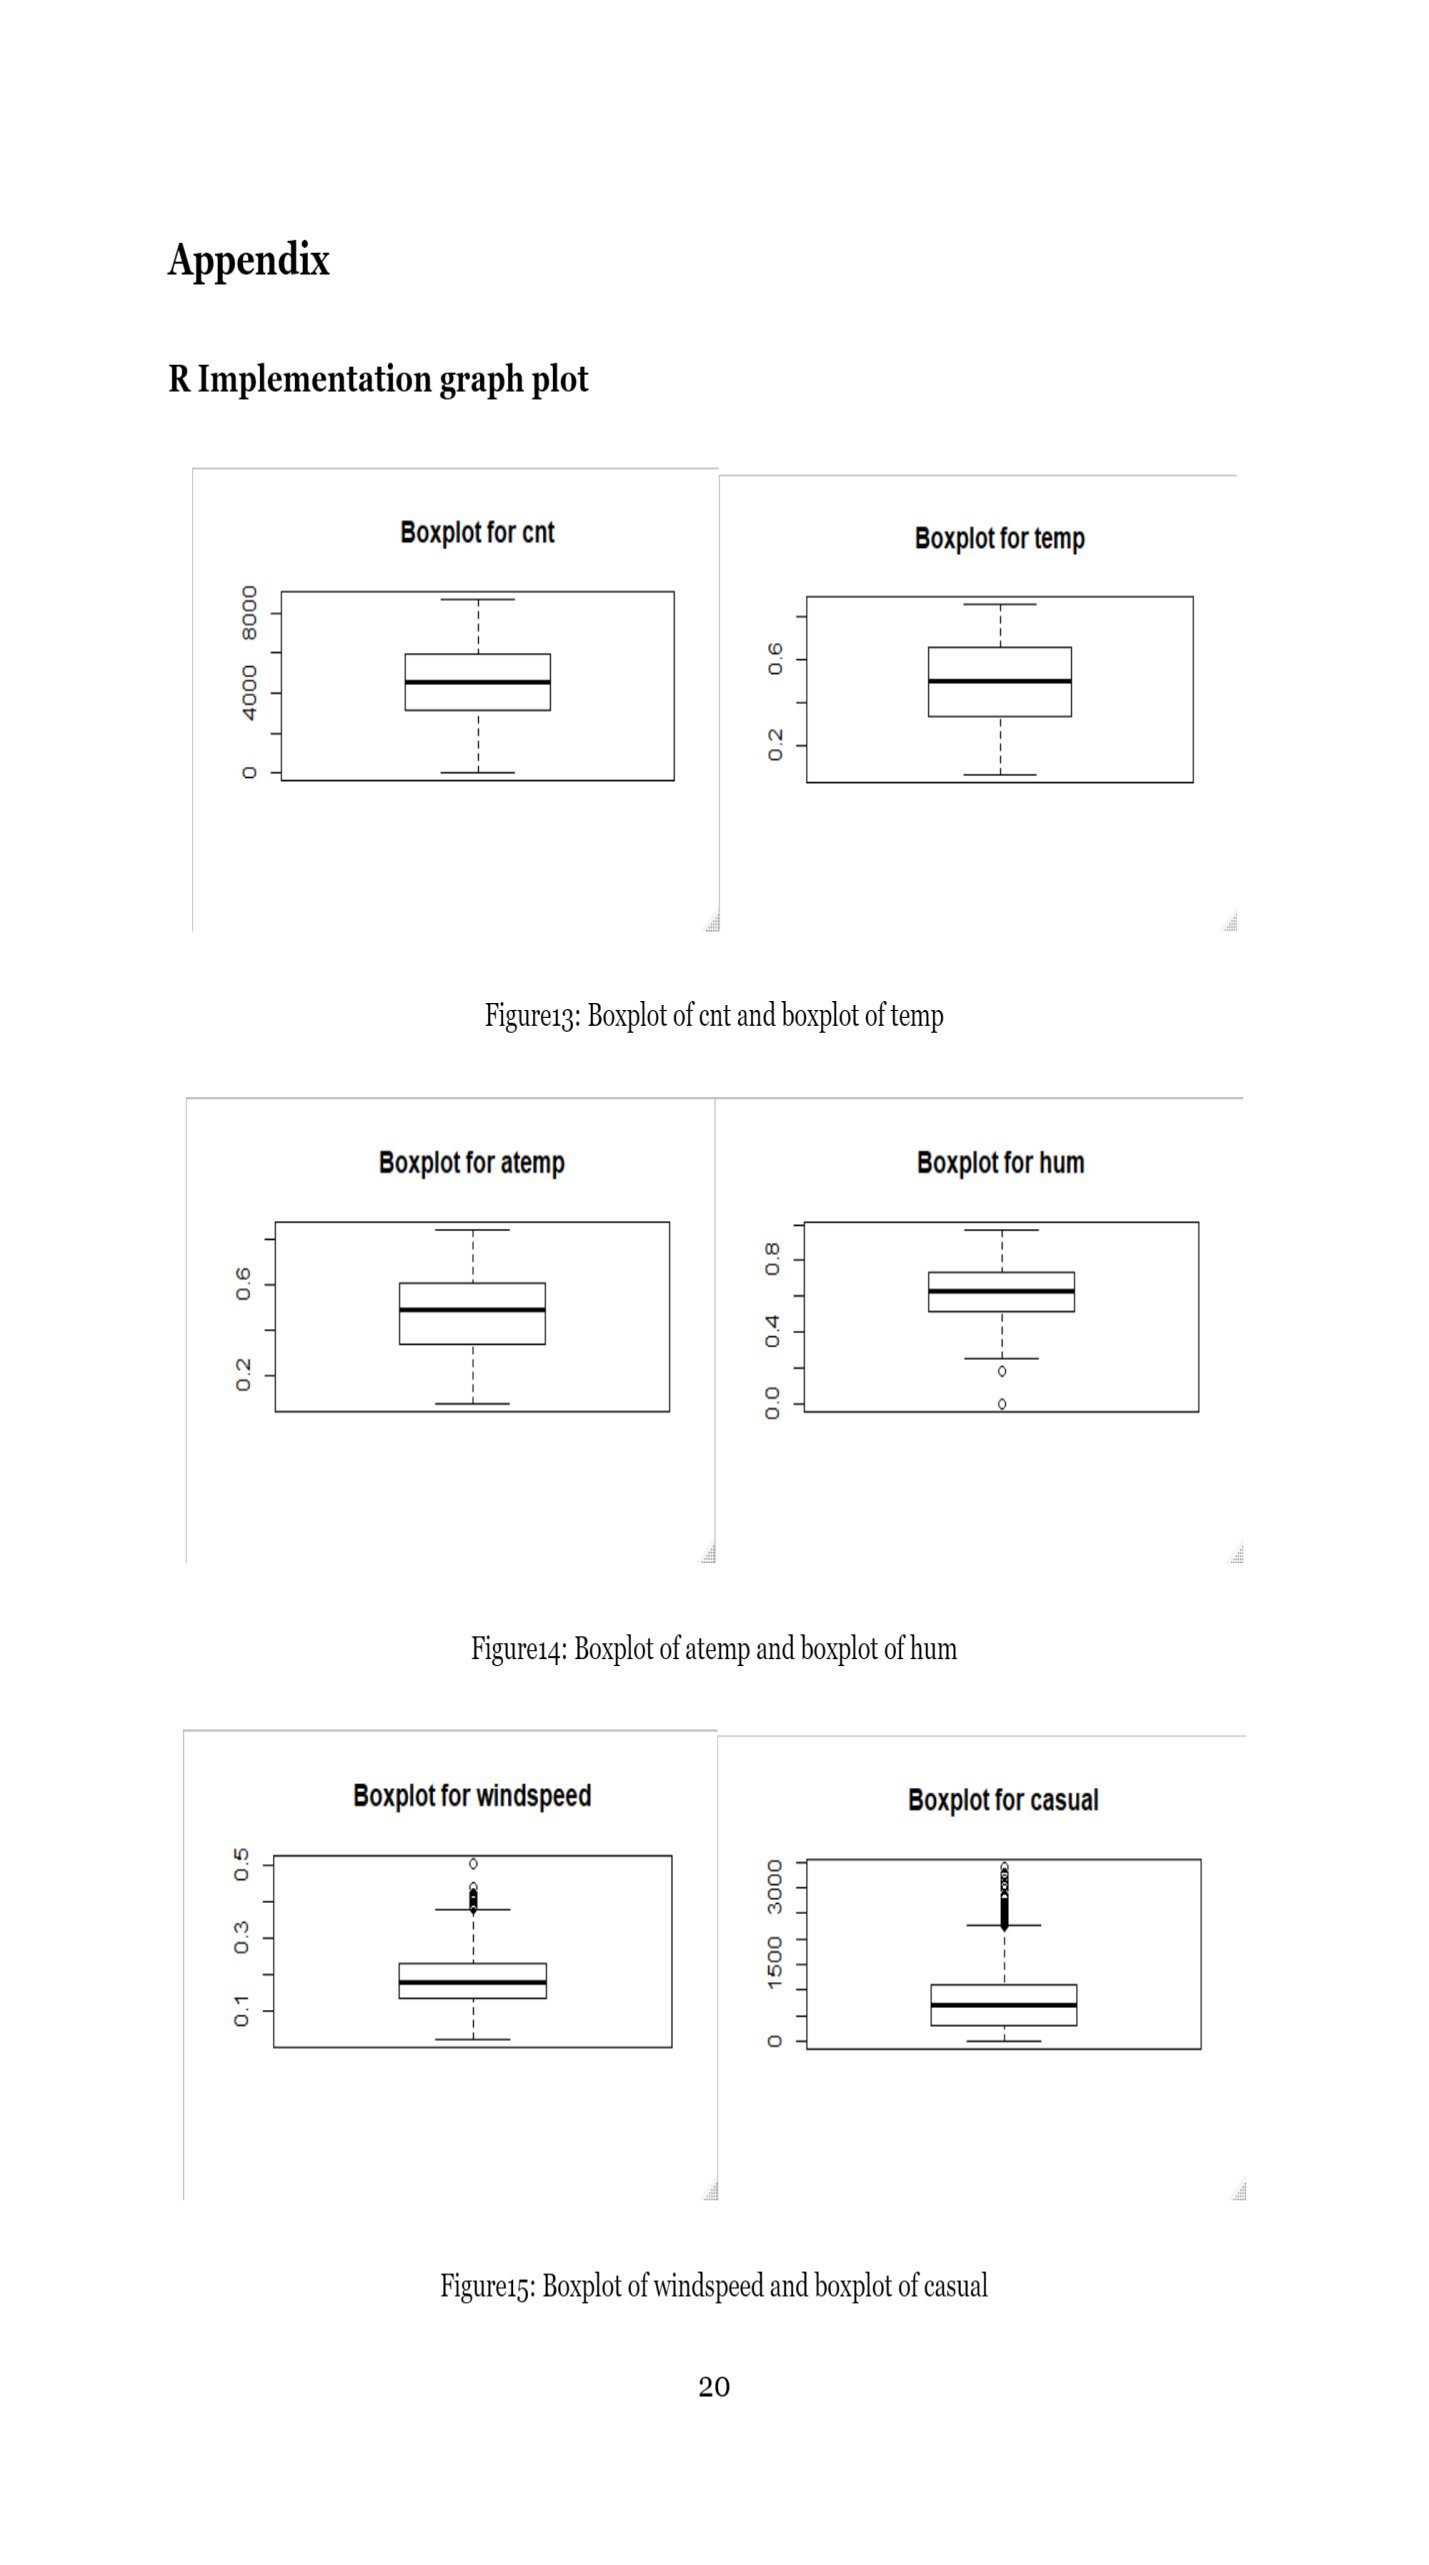 Appendix
R Implementation graph plot
Boxplot for cnt
8000
4000
0
Boxplot for temp
0.6
0.2
Figure13: Boxplot of cnt and boxplot of temp
Boxplot for atemp
0.6
0.2
Boxplot for hum
0.8
0.4
0.0
Figure14: Boxplot of atemp and boxplot of hum
Boxplot for windspeed
0.5
0.3
0.1
Boxplot for casual
3000
1500
0
Figure15: Boxplot of windspeed and boxplot of casual
20